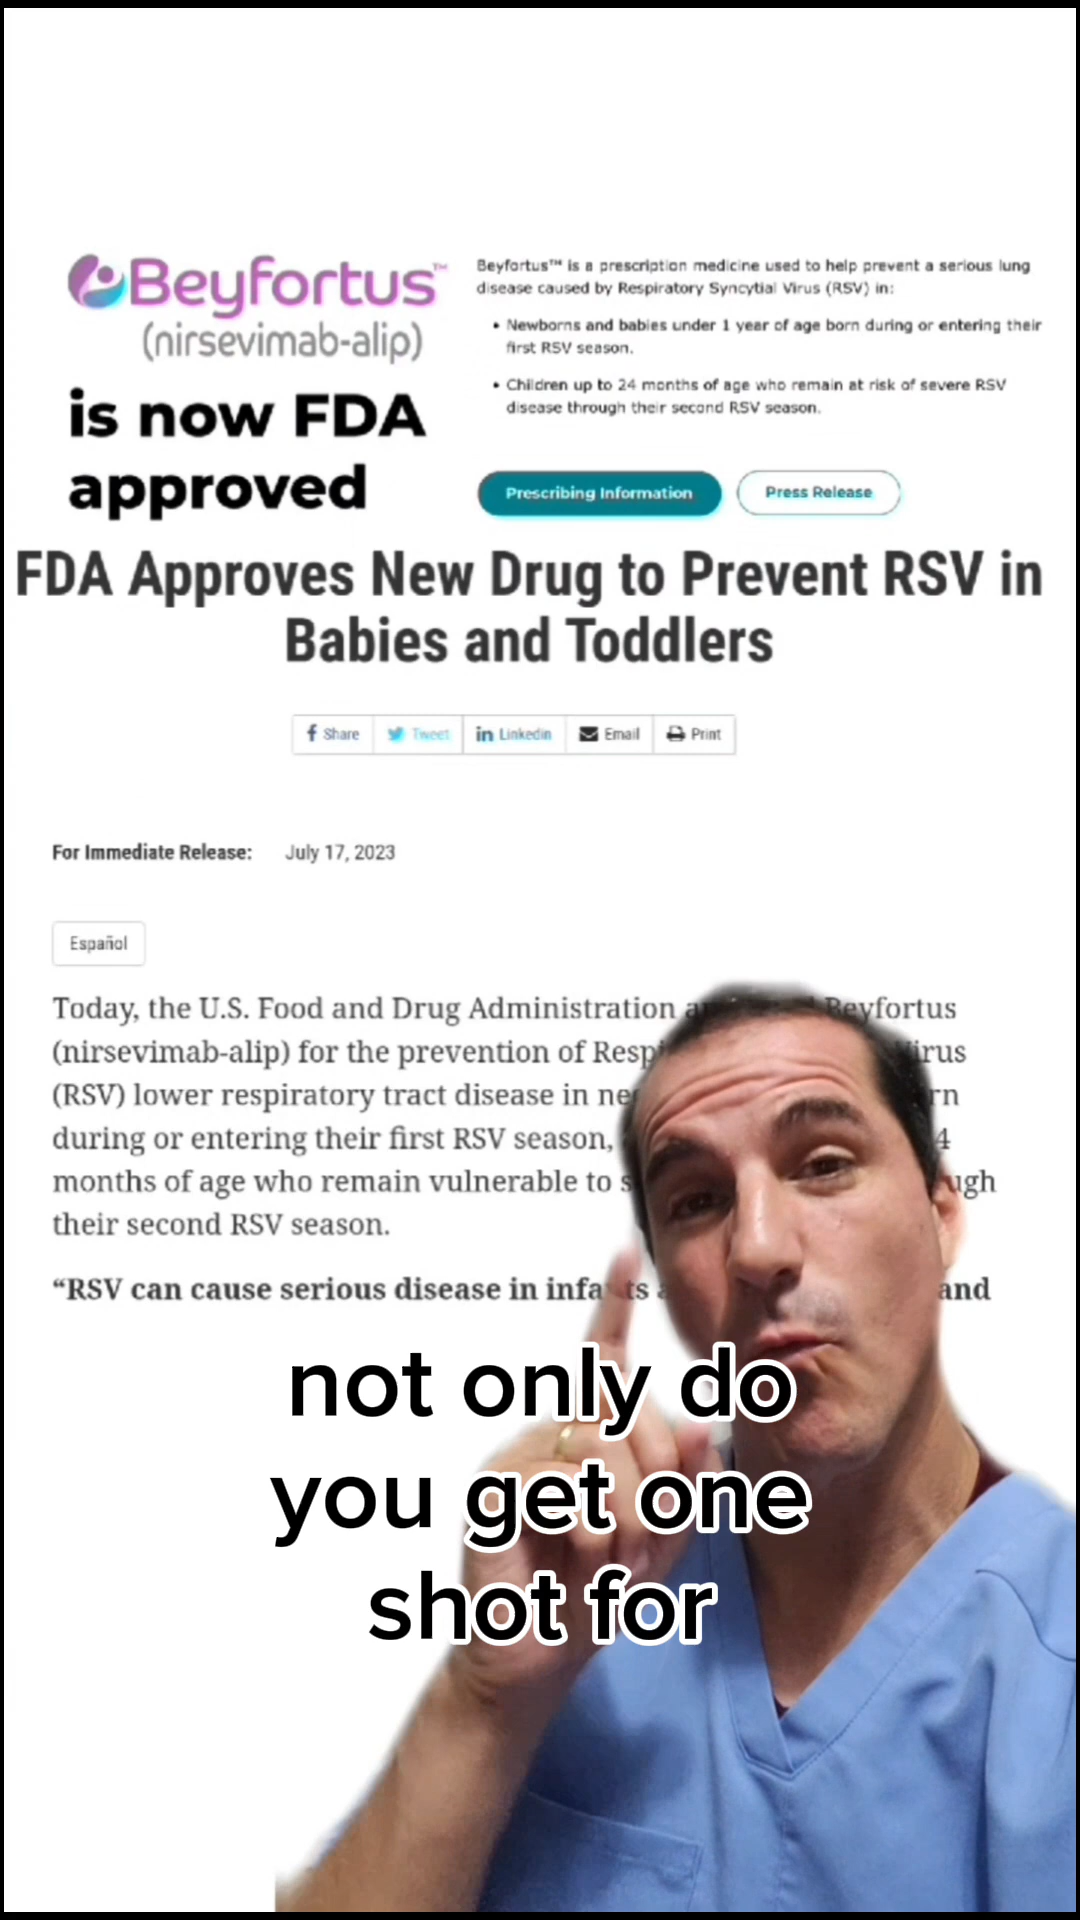 Beyfortus™
(nirsevimab-alip)
is now FDA
approved
Beyfortus™ is a prescription medicine used to help prevent a serious lung
disease caused by Respiratory Syncytial Virus (RSV) in:
• Newborns and babies under 1 year of age born during or entering their
first RSV season.
• Children up to 24 months of age who remain at risk of severe RSV
disease through their second RSV season.
Prescribing Information
Press Release
FDA Approves New Drug to Prevent RSV in
Babies and Toddlers
Share Tweet in Linkedin Email Print
For Immediate Release: July 17, 2023
Español
Today, the U.S. Food and Drug Administration Beyfortus
(nirsevimab-alip) for the prevention of
(RSV) lower respiratory tract disease in
during or entering their first RSV season,
months of age who remain vulnerable to
their second RSV season.
“RSV can cause serious disease in and
not only do
you get one
shot for